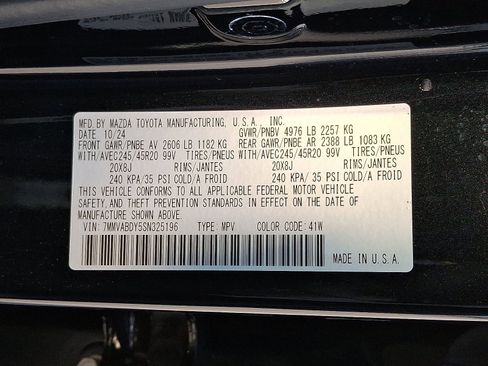 MFD. BY MAZDA TOYOTA MANUFACTURING, U.S.A., INC.
DATE 10/24 GVWR/PNBV 4976 LB 2257 KG
FRONT GAWR/PNBE AV 2606 LB 1182 KG REAR GAWR/PNBE AR 2388 LB 1083 KG
WITH/AVEC245/45R20 99V TIRES/PNEUS WITH/AVEC245/45R20 99V TIRES/PNEUS
20X8J RIMS/JANTES 20X8J RIMS/JANTES
240 KPA/35 PSI COLD/A FROID 240 KPA/35 PSI COLD/A FROID
THIS VEHICLE CONFORMS TO ALL APPLICABLE FEDERAL MOTOR VEHICLE
SAFETY, AND THEFT PREVENTION STANDARDS IN EFFECT ON THE DATE OF
MANUFACTURE SHOWN ABOVE.
VIN: 7MMVABDY5SN325196 TYPE: MPV COLOR CODE: 41W
MADE IN U.S.A.